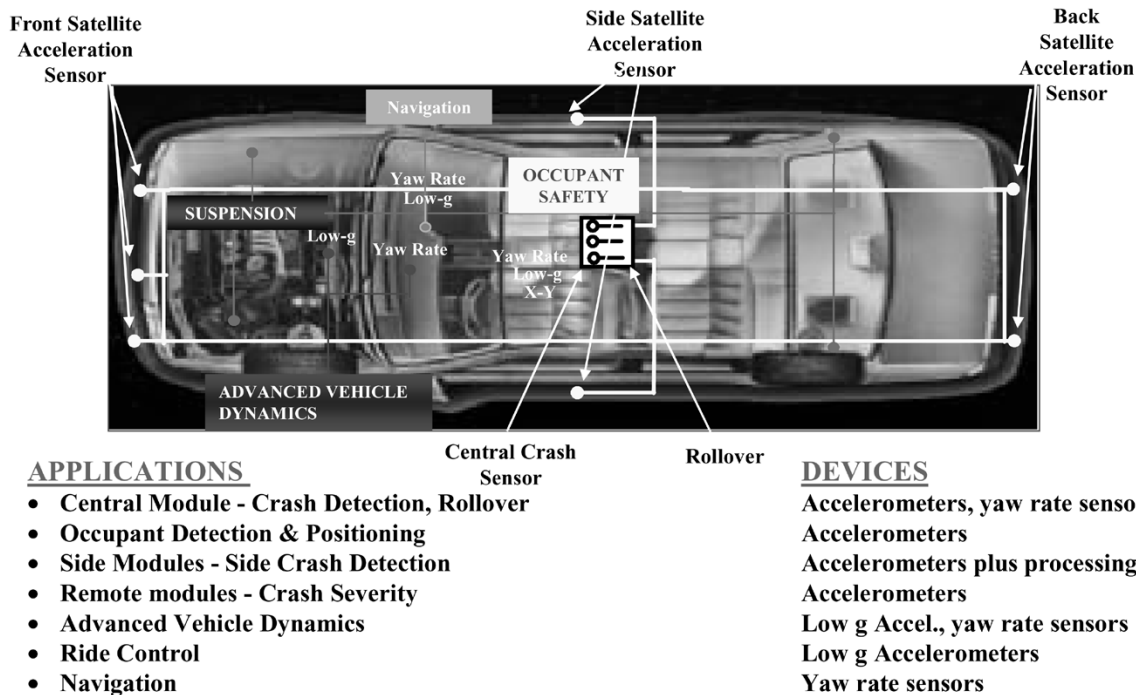 Front Satellite
Acceleration
Sensor
Side Satellite
Acceleration
Sensor
Back
Satellite
Acceleration
Sensor
Navigation
Yaw Rate
Low-g
OCCUPANT
SAFETY
SUSPENSION
Low-g
Yaw Rate
Yaw Rate
Low-g
X-Y
ADVANCED VEHICLE
DYNAMICS
Central Crash
Sensor
Rollover
APPLICATIONS
• Central Module - Crash Detection, Rollover
• Occupant Detection & Positioning
• Side Modules - Side Crash Detection
• Remote modules - Crash Severity
• Advanced Vehicle Dynamics
• Ride Control
• Navigation
DEVICES
Accelerometers, yaw rate senso
Accelerometers
Accelerometers plus processing
Accelerometers
Low g Accel., yaw rate sensors
Low g Accelerometers
Yaw rate sensors